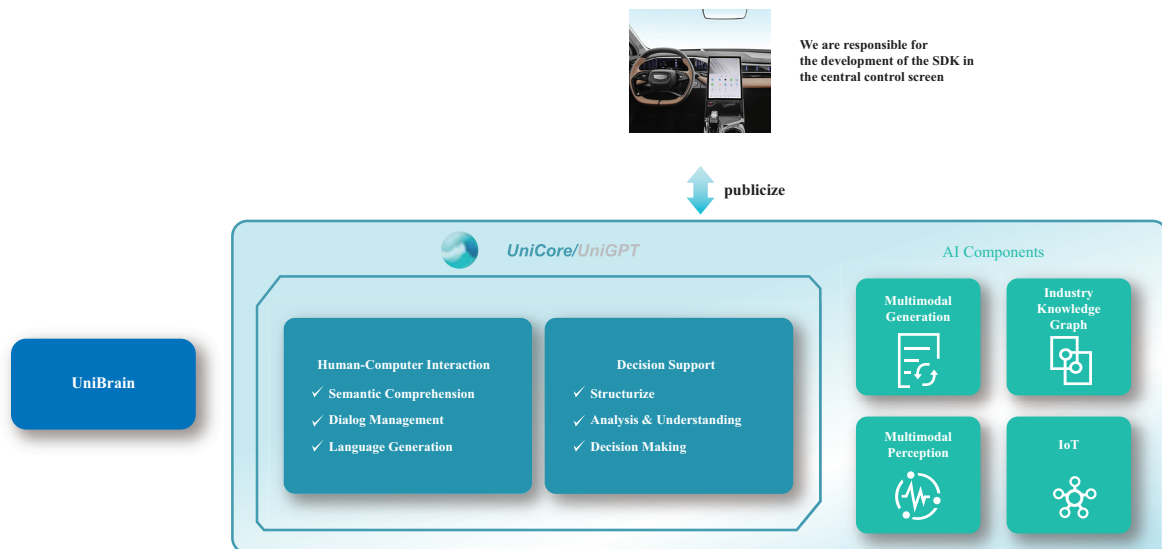 We are responsible for
the development of the SDK in
the central control screen
publicize
UniCore/UniGPT
AI Components
UniBrain
Human-Computer Interaction
✓ Semantic Comprehension
✓ Dialog Management
✓ Language Generation
Decision Support
✓ Structurize
✓ Analysis & Understanding
✓ Decision Making
Multimodal
Generation
Industry
Knowledge
Graph
Multimodal
Perception
IoT